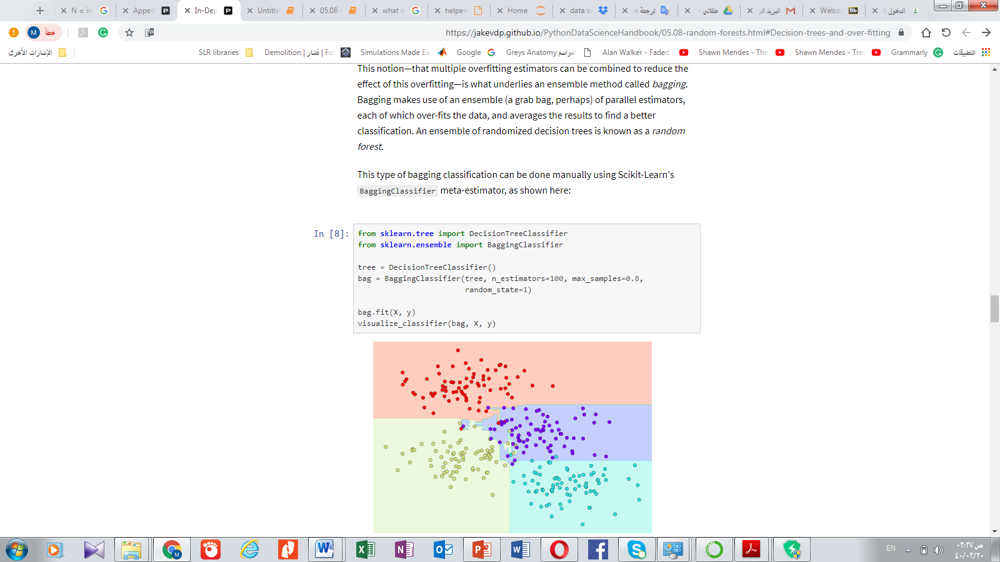 N = in
Apper
In-Dep
Untitle
05.08-
what is
helper
Home
data sc
ترجمة e
ملفاتي -
البريد الو
Welco
الدخول
خطأ
https://jakevdp.github.io/PythonDataScienceHandbook/05.08-random-forests.html#Decision-trees-and-over-fitting
الإشارات الأخرى
SLR libraries
Demolition | فشار | Fu
Simulations Made Ea
Google
Greys Anatomy مواسم
Alan Walker - Faded
Shawn Mendes - The
Shawn Mendes - Trea
Grammarly
التطبيقات
This notion—that multiple overfitting estimators can be combined to reduce the
effect of this overfitting—is what underlies an ensemble method called bagging.
Bagging makes use of an ensemble (a grab bag, perhaps) of parallel estimators,
each of which over-fits the data, and averages the results to find a better
classification. An ensemble of randomized decision trees is known as a random
forest.
This type of bagging classification can be done manually using Scikit-Learn's
BaggingClassifier meta-estimator, as shown here:
In [8]:
from sklearn.tree import DecisionTreeClassifier
from sklearn.ensemble import BaggingClassifier
tree = DecisionTreeClassifier()
bag = BaggingClassifier(tree, n_estimators=100, max_samples=0.8,
random_state=1)
bag.fit(X, y)
visualize_classifier(bag, X, y)
EN
٠٣:٢٧ ص
٤٠/٠٣/٢٠